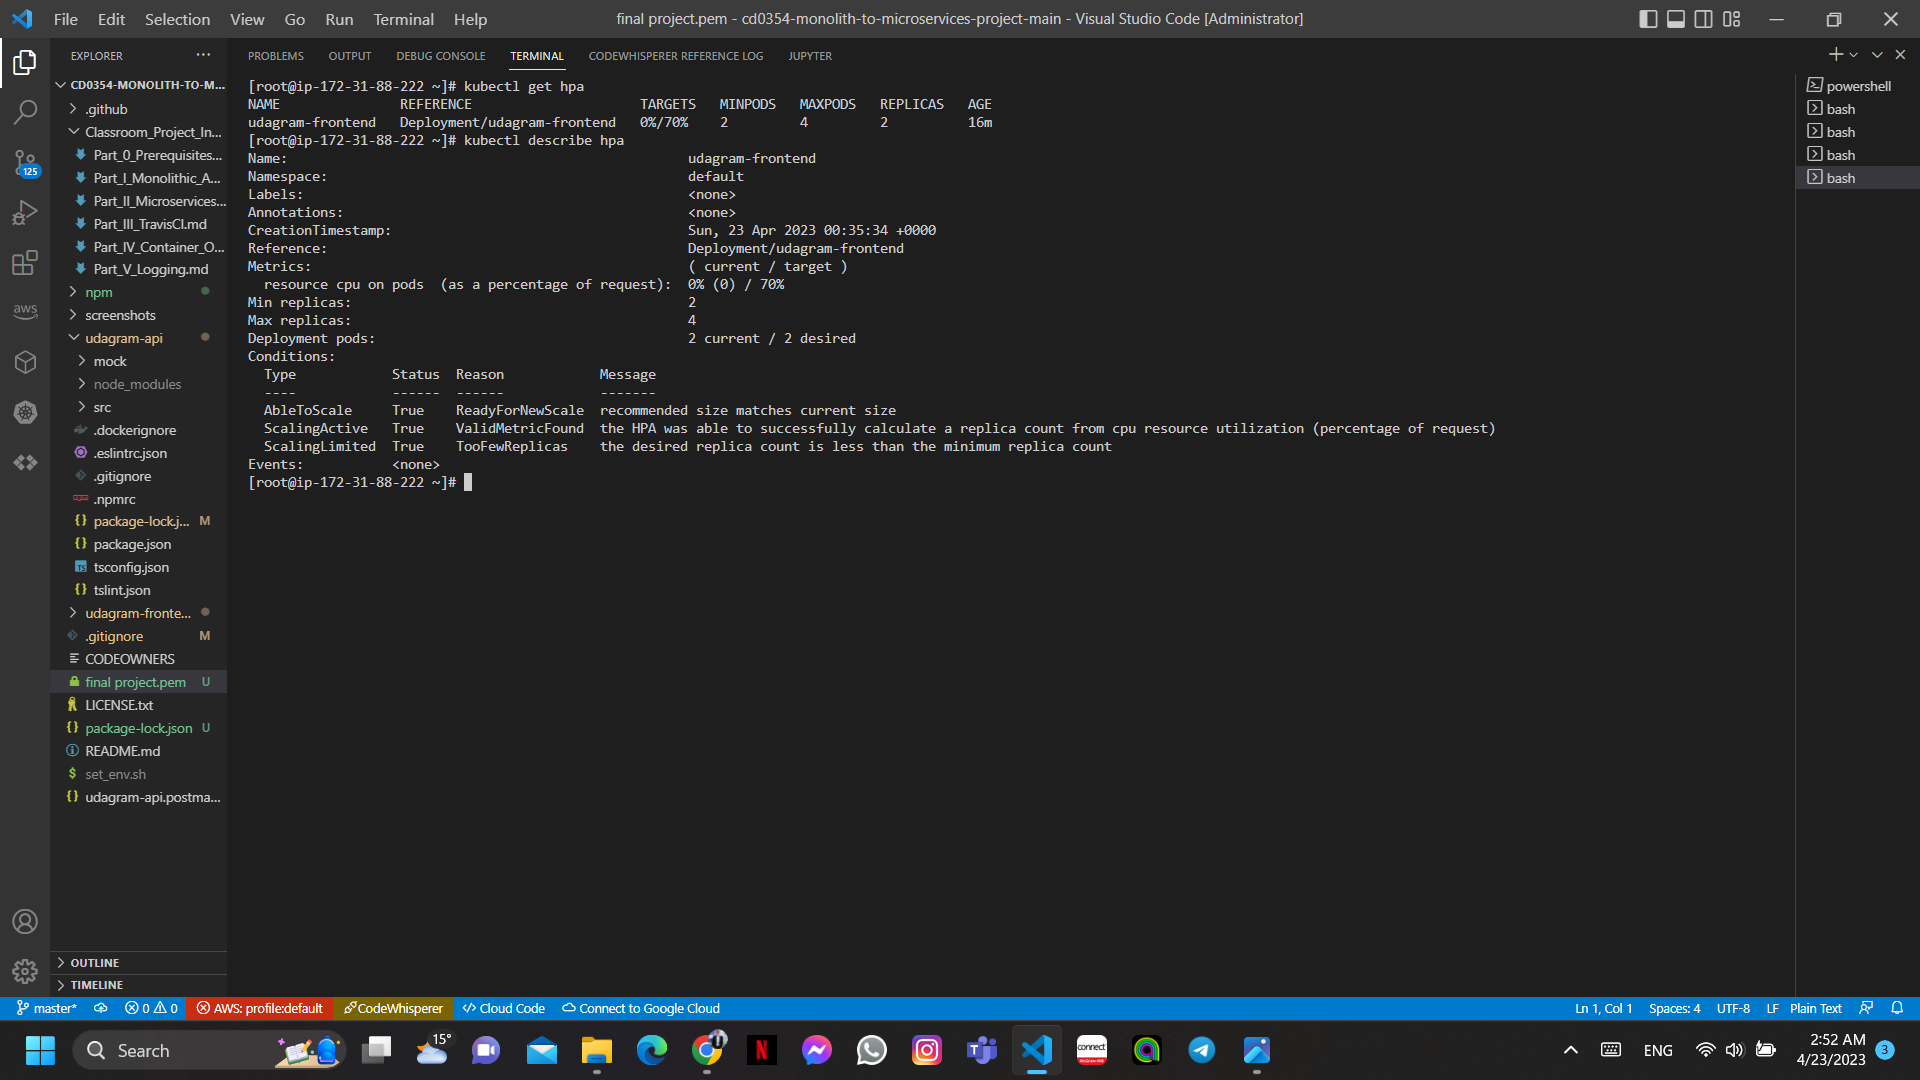 File Edit Selection View Go Run Terminal Help
final project.pem - cd0354-monolith-to-microservices-project-main - Visual Studio Code [Administrator]
EXPLORER
CD0354-MONOLITH-TO-M...
.github
Classroom_Project_In...
Part_0_Prerequisites...
Part_I_Monolithic_A...
Part_II_Microservices...
Part_III_TravisCI.md
Part_IV_Container_O...
Part_V_Logging.md
npm
screenshots
udagram-api
mock
node_modules
src
.dockerignore
.eslintrc.json
.gitignore
.npmrc
package-lock.j... M
package.json
tsconfig.json
tslint.json
udagram-fronte...
.gitignore M
CODEOWNERS
final project.pem U
LICENSE.txt
package-lock.json U
README.md
set_env.sh
udagram-api.postma...
OUTLINE
TIMELINE
125
aws
PROBLEMS OUTPUT DEBUG CONSOLE TERMINAL CODEWHISPERER REFERENCE LOG JUPYTER
[root@ip-172-31-88-222 ~]# kubectl get hpa
NAME REFERENCE TARGETS MINPODS MAXPODS REPLICAS AGE
udagram-frontend Deployment/udagram-frontend 0%/70% 2 4 2 16m
[root@ip-172-31-88-222 ~]# kubectl describe hpa
Name: udagram-frontend
Namespace: default
Labels: <none>
Annotations: <none>
CreationTimestamp: Sun, 23 Apr 2023 00:35:34 +0000
Reference: Deployment/udagram-frontend
Metrics: ( current / target )
resource cpu on pods (as a percentage of request): 0% (0) / 70%
Min replicas: 2
Max replicas: 4
Deployment pods: 2 current / 2 desired
Conditions:
Type Status Reason Message
---- ------ ------ -------
AbleToScale True ReadyForNewScale recommended size matches current size
ScalingActive True ValidMetricFound the HPA was able to successfully calculate a replica count from cpu resource utilization (percentage of request)
ScalingLimited True TooFewReplicas the desired replica count is less than the minimum replica count
Events: <none>
[root@ip-172-31-88-222 ~]#
powershell
bash
bash
bash
bash
master* 0 0 AWS: profile:default CodeWhisperer Cloud Code Connect to Google Cloud
Ln 1, Col 1 Spaces: 4 UTF-8 LF Plain Text
Search
15°
connect
ENG
2:52 AM
4/23/2023
3